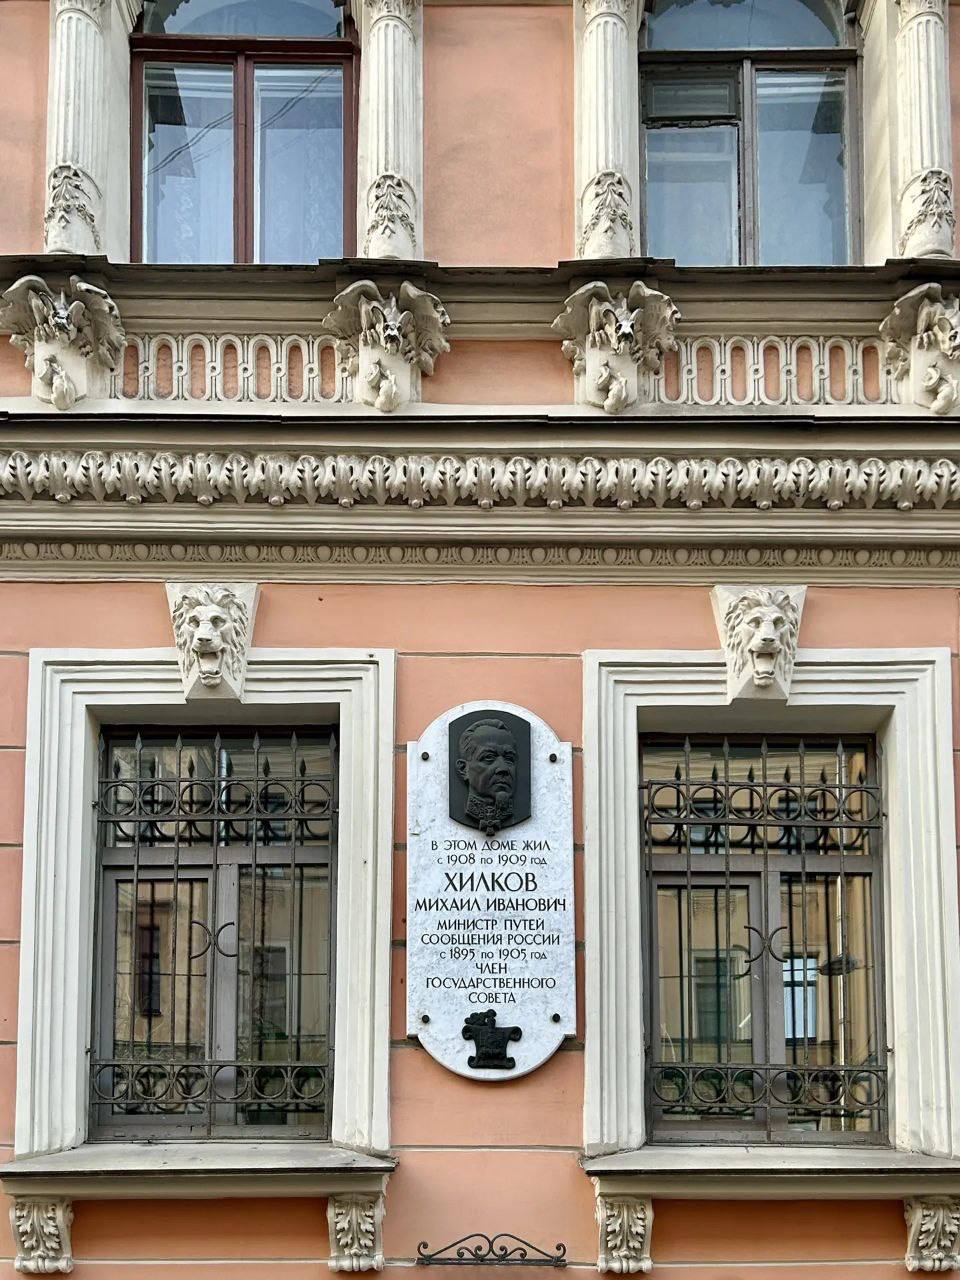 В ЭТОМ ДОМЕ ЖИЛ
с 1908 по 1909 год
ХИЛКОВ
МИХАИЛ ИВАНОВИЧ
МИНИСТР ПУТЕЙ
СООБЩЕНИЯ РОССИИ
с 1895 по 1905 год
ЧЛЕН
ГОСУДАРСТВЕННОГО
СОВЕТА